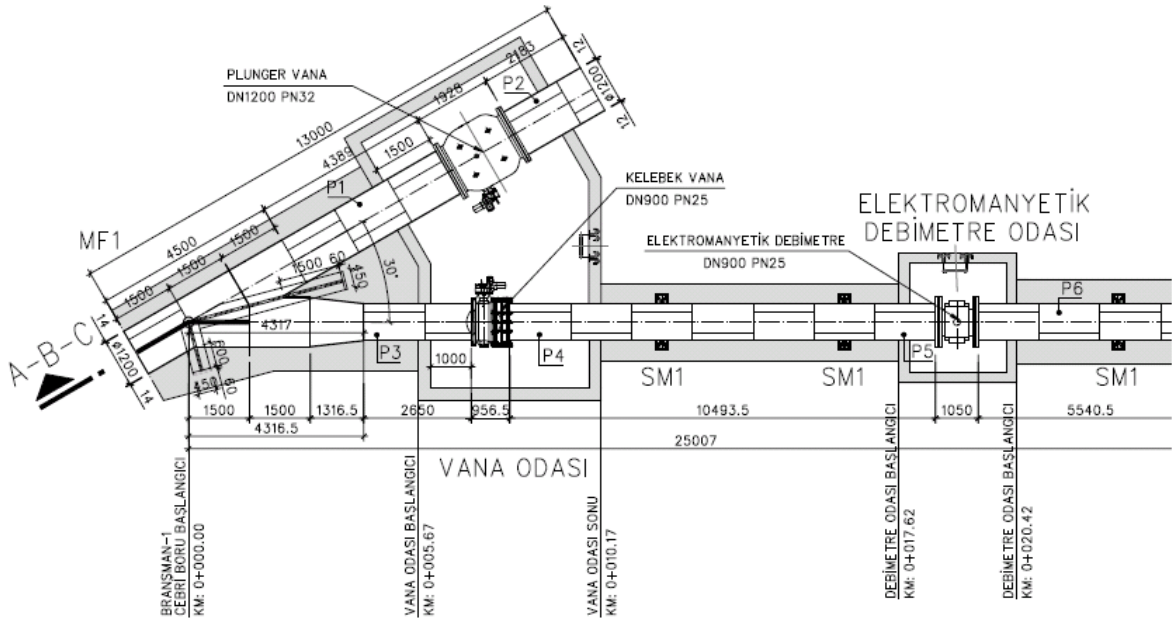 PLUNGER VANA
DN1200 PN32
13000
4389
1928
2183
12
ø1200
12
P2
1500
P1
MF1
4500
1500
1500
1500
1500
60
450
30°
14
ø1200
14
A-B-C
4317
600
450
60
P3
1000
P4
KELEBEK VANA
DN900 PN25
ELEKTROMANYETİK
DEBİMETRE ODASI
ELEKTROMANYETİK DEBİMETRE
DN900 PN25
P5
P6
SM1
SM1
SM1
1500
1500
1316.5
2650
956.5
10493.5
1050
5540.5
4316.5
25007
VANA ODASI
BRANŞMAN-1
CEBRİ BORU BAŞLANGICI
KM: 0+000.00
VANA ODASI BAŞLANGICI
KM: 0+005.67
VANA ODASI SONU
KM: 0+010.17
DEBİMETRE ODASI BAŞLANGICI
KM: 0+017.62
DEBİMETRE ODASI BAŞLANGICI
KM: 0+020.42